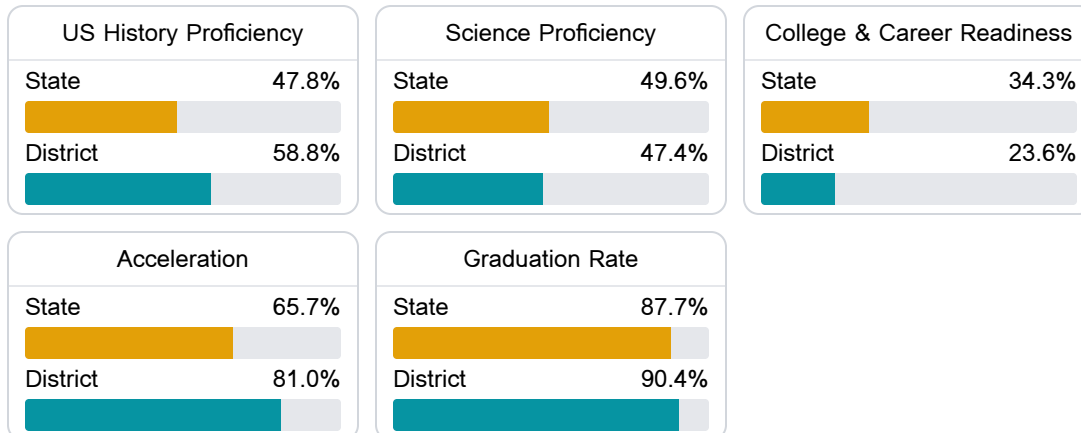 US History Proficiency
State 47.8%
District 58.8%
Science Proficiency
State 49.6%
District 47.4%
College & Career Readiness
State 34.3%
District 23.6%
Acceleration
State 65.7%
District 81.0%
Graduation Rate
State 87.7%
District 90.4%